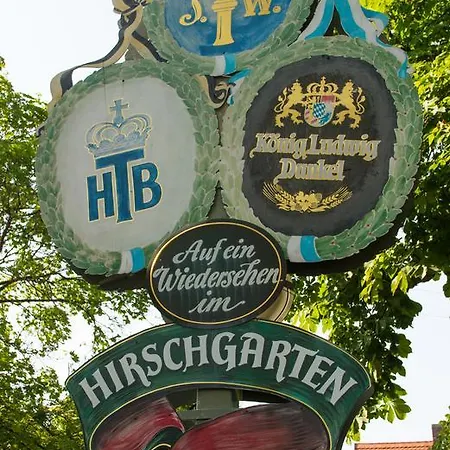 J. W.
HTB
König Ludwig
Dunkel
Auf ein
Wiedersehen
im
HIRSCHGARTEN